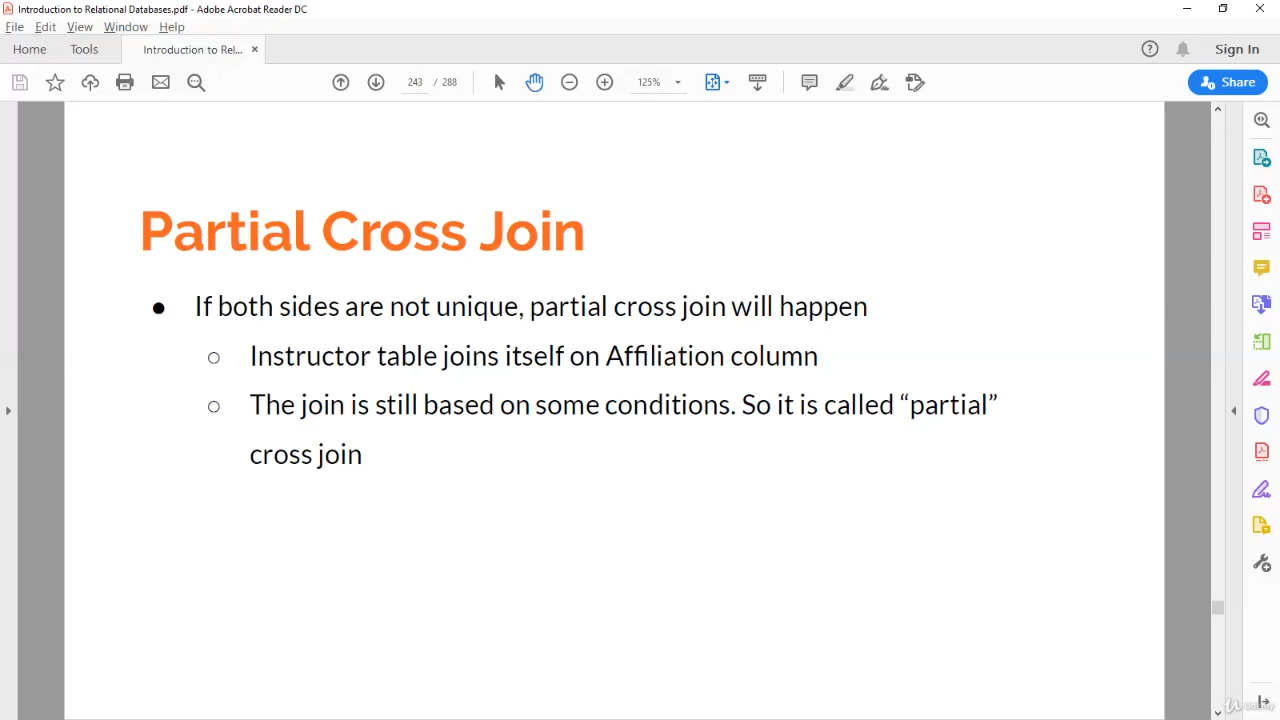 Introduction to Relational Databases.pdf - Adobe Acrobat Reader DC
File Edit View Window Help
Home Tools Introduction to Rel... × Sign In
243 / 288 125% Share
Partial Cross Join
● If both sides are not unique, partial cross join will happen
○ Instructor table joins itself on Affiliation column
○ The join is still based on some conditions. So it is called “partial”
cross join
Udemy